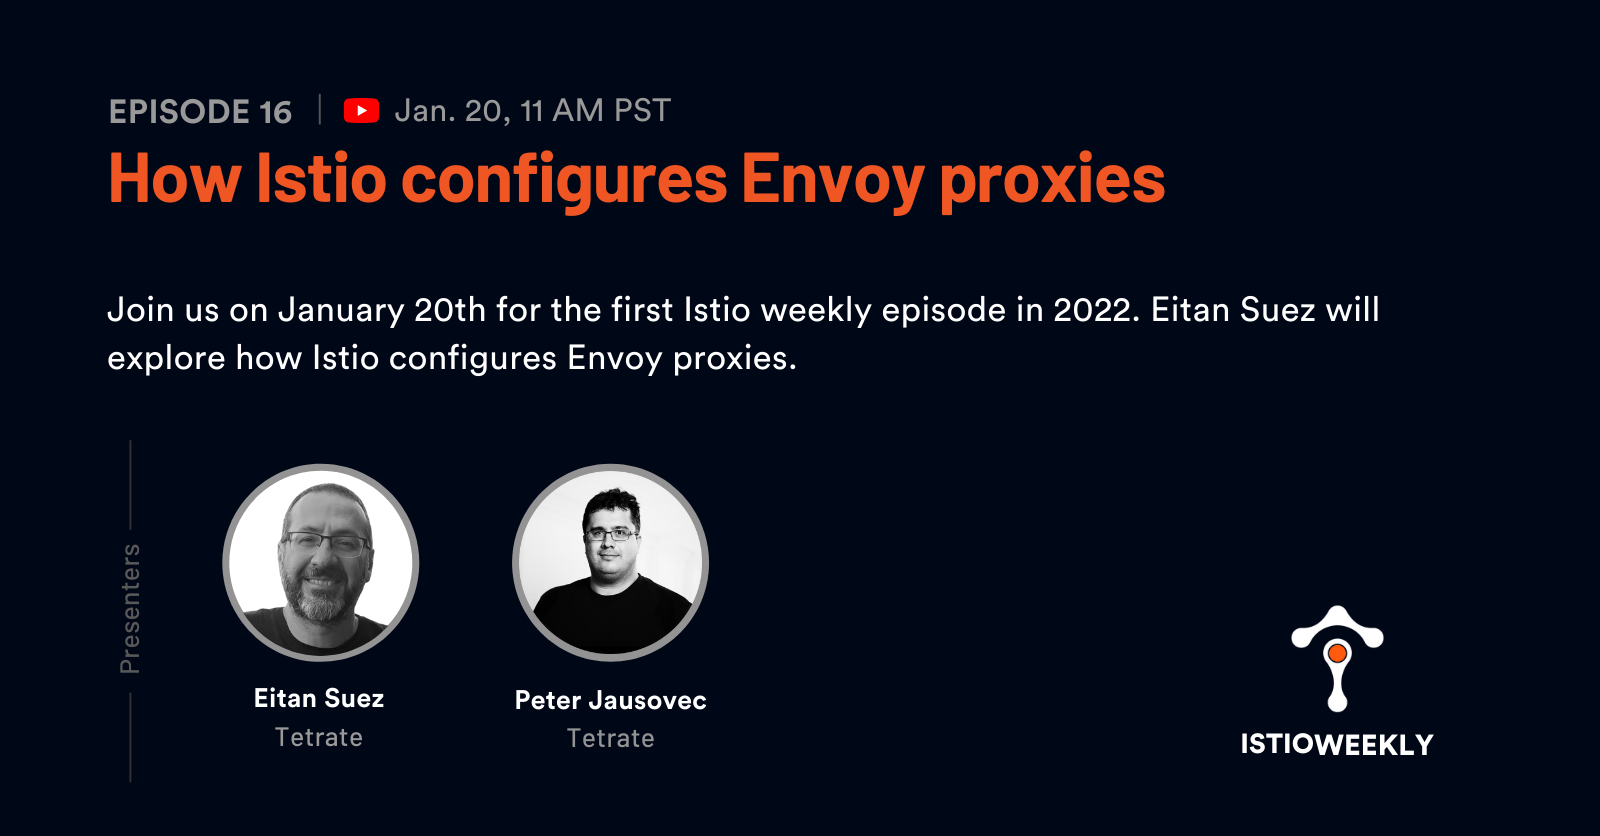 EPISODE 16
Jan. 20, 11 AM PST
How Istio configures Envoy proxies
Join us on January 20th for the first Istio weekly episode in 2022. Eitan Suez will
explore how Istio configures Envoy proxies.
Presenters
Eitan Suez
Tetrate
Peter Jausovec
Tetrate
ISTIOWEEKLY